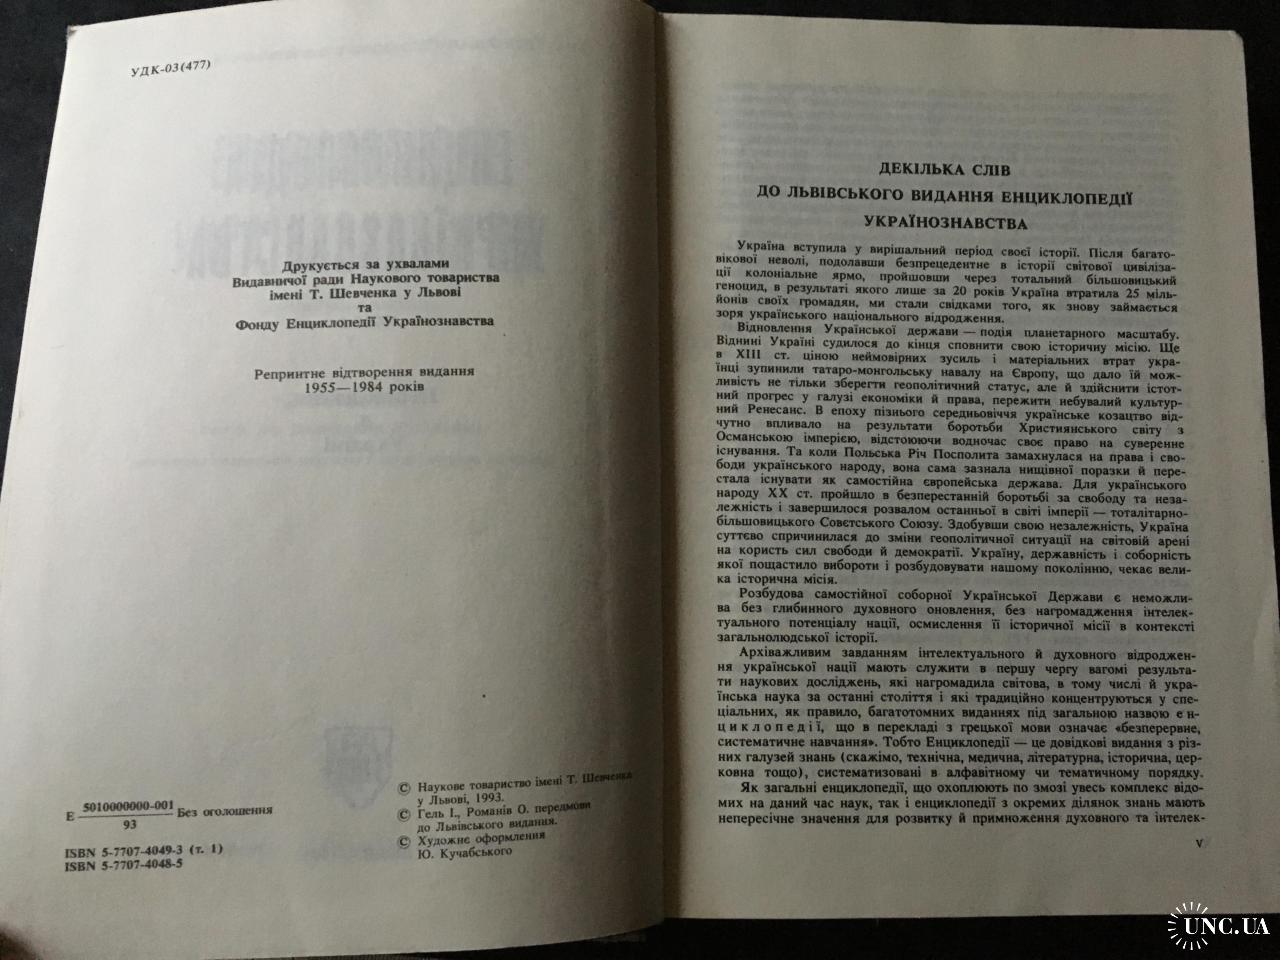 УДК-03(477)
Друкується за ухвалами
Видавничої ради Наукового товариства
імені Т. Шевченка у Львові
та
Фонду Енциклопедії Українознавства
Репринтне відтворення видання
1955—1984 років
Е 5010000000-001 Без оголошення
93
ISBN 5-7707-4049-3 (т. 1)
ISBN 5-7707-4048-5
© Наукове товариство імені Т. Шевченка
у Львові, 1993.
© Гель І., Романів О. передмови
до Львівського видання.
© Художнє оформлення
Ю. Кучабського
ДЕКІЛЬКА СЛІВ
ДО ЛЬВІВСЬКОГО ВИДАННЯ ЕНЦИКЛОПЕДІЇ
УКРАЇНОЗНАВСТВА
Україна вступила у вирішальний період своєї історії. Після багато-
вікової неволі, подолавши безпрецедентне в історії світової цивіліза-
ції колоніальне ярмо, пройшовши через тотальний більшовицький
геноцид, в результаті якого лише за 20 років Україна втратила 25 міль-
йонів своїх громадян, ми стали свідками того, як знову займається
зоря українського національного відродження.
Відновлення Української держави — подія планетарного масштабу.
Віднині Україні судилося до кінця сповнити свою історичну місію. Ще
в XIII ст. ціною неймовірних зусиль і матеріальних втрат укра-
їнці зупинили татаро-монгольську навалу на Європу, що дало їй мож-
ливість не тільки зберегти геополітичний статус, але й здійснити істот-
ний прогрес у галузі економіки й права, пережити небувалий культур-
ний Ренесанс. В епоху пізнього середньовіччя українське козацтво від-
чутно впливало на результати боротьби Християнського світу з
Османською імперією, відстоюючи водночас своє право на суверенне
існування. Та коли Польська Річ Посполита замахнулася на права і сво-
боди українського народу, вона сама зазнала нищівної поразки й пере-
стала існувати як самостійна європейська держава. Для українського
народу XX ст. пройшло в безперестанній боротьбі за свободу та неза-
лежність і завершилося розвалом останньої в світі імперії — тоталітарно-
більшовицького Совєтського Союзу. Здобувши свою незалежність, Україна
суттєво спричинилася до зміни геополітичної ситуації на світовій арені
на користь сил свободи й демократії. Україну, державність і соборність
якої пощастило вибороти і розбудовувати нашому поколінню, чекає вели-
ка історична місія.
Розбудова самостійної соборної Української Держави є неможли-
ва без глибинного духовного оновлення, без нагромадження інтелек-
туального потенціалу нації, осмислення її історичної місії в контексті
загальнолюдської історії.
Архіважливим завданням інтелектуального й духовного відроджен-
ня української нації мають служити в першу чергу вагомі результа-
ти наукових досліджень, які нагромадила світова, в тому числі й укра-
їнська наука за останні століття і які традиційно концентруються у спе-
ціальних, як правило, багатотомних виданнях під загальною назвою е н-
ц и к л о п е д і ї, що в перекладі з грецької мови означає «безперервне,
систематичне навчання». Тобто Енциклопедії — це довідкові видання з різ-
них галузей знань (скажімо, технічна, медична, літературна, історична, цер-
ковна тощо), систематизовані в алфавітному чи тематичному порядку.
Як загальні енциклопедії, що охоплюють по змозі увесь комплекс відо-
мих на даний час наук, так і енциклопедії з окремих ділянок знань мають
непересічне значення для розвитку й примноження духовного та інтелек-
V
UNC.UA